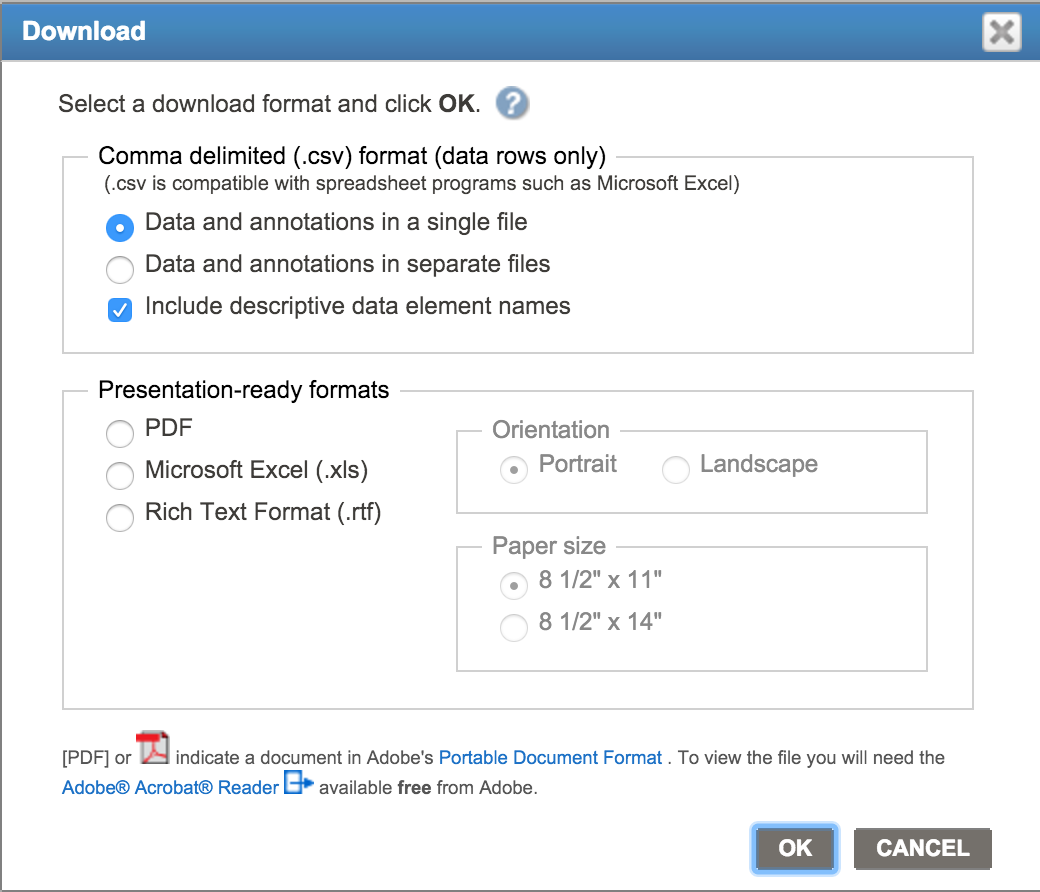 Download
Select a download format and click OK. ?
Comma delimited (.csv) format (data rows only)
(.csv is compatible with spreadsheet programs such as Microsoft Excel)
Data and annotations in a single file
Data and annotations in separate files
Include descriptive data element names
Presentation-ready formats
PDF
Microsoft Excel (.xls)
Rich Text Format (.rtf)
Orientation
Portrait Landscape
Paper size
8 1/2" x 11"
8 1/2" x 14"
[PDF] or indicate a document in Adobe's Portable Document Format . To view the file you will need the
Adobe® Acrobat® Reader available free from Adobe.
OK CANCEL